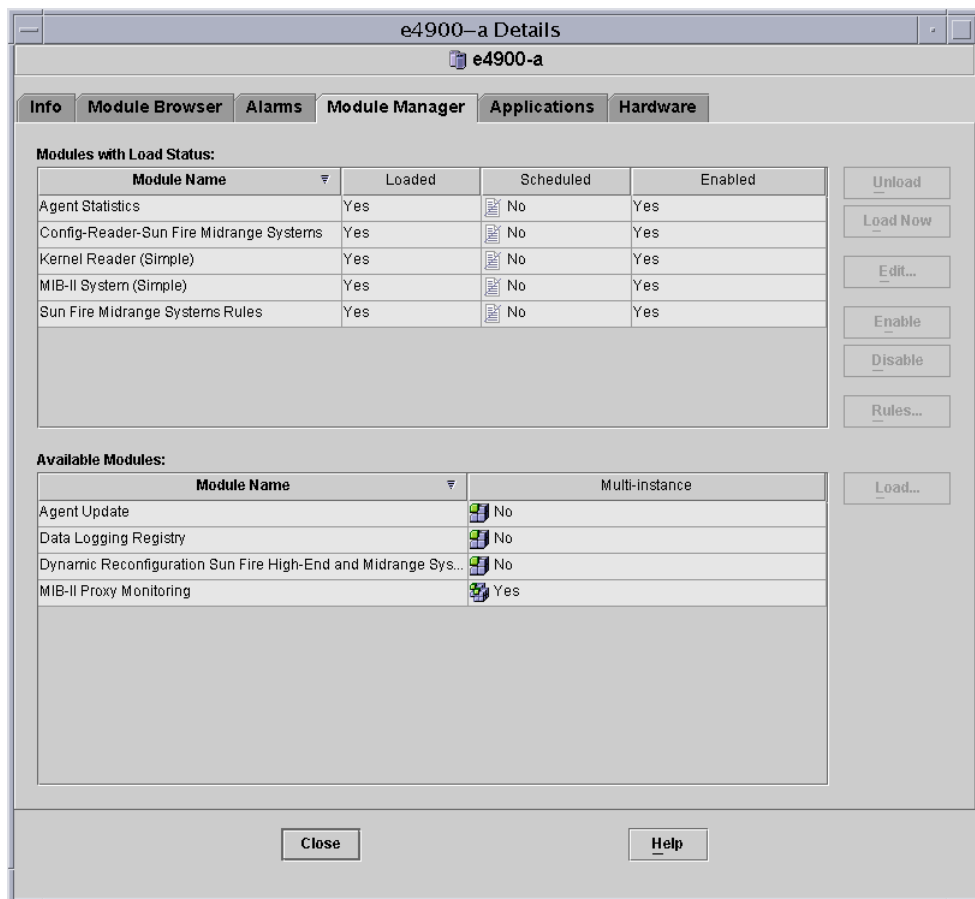 e4900–a Details
e4900-a
Info Module Browser Alarms Module Manager Applications Hardware
Modules with Load Status:
Module Name Loaded Scheduled Enabled
Agent Statistics Yes No Yes
Config-Reader-Sun Fire Midrange Systems Yes No Yes
Kernel Reader (Simple) Yes No Yes
MIB-II System (Simple) Yes No Yes
Sun Fire Midrange Systems Rules Yes No Yes
Unload
Load Now
Edit...
Enable
Disable
Rules...
Available Modules:
Module Name Multi-instance
Agent Update No
Data Logging Registry No
Dynamic Reconfiguration Sun Fire High-End and Midrange Sys... No
MIB-II Proxy Monitoring Yes
Load...
Close Help